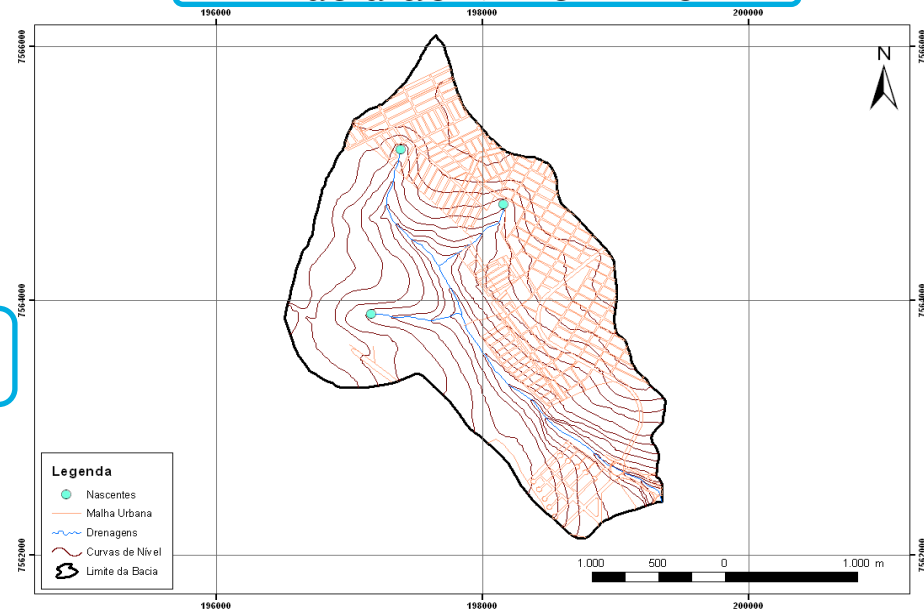 196000 198000 200000
7566000 7566000
N
7564000 7564000
Legenda
Nascentes
Malha Urbana
Drenagens
Curvas de Nível
Limite da Bacia
1.000 500 0 1.000 m
7562000 7562000
196000 198000 200000